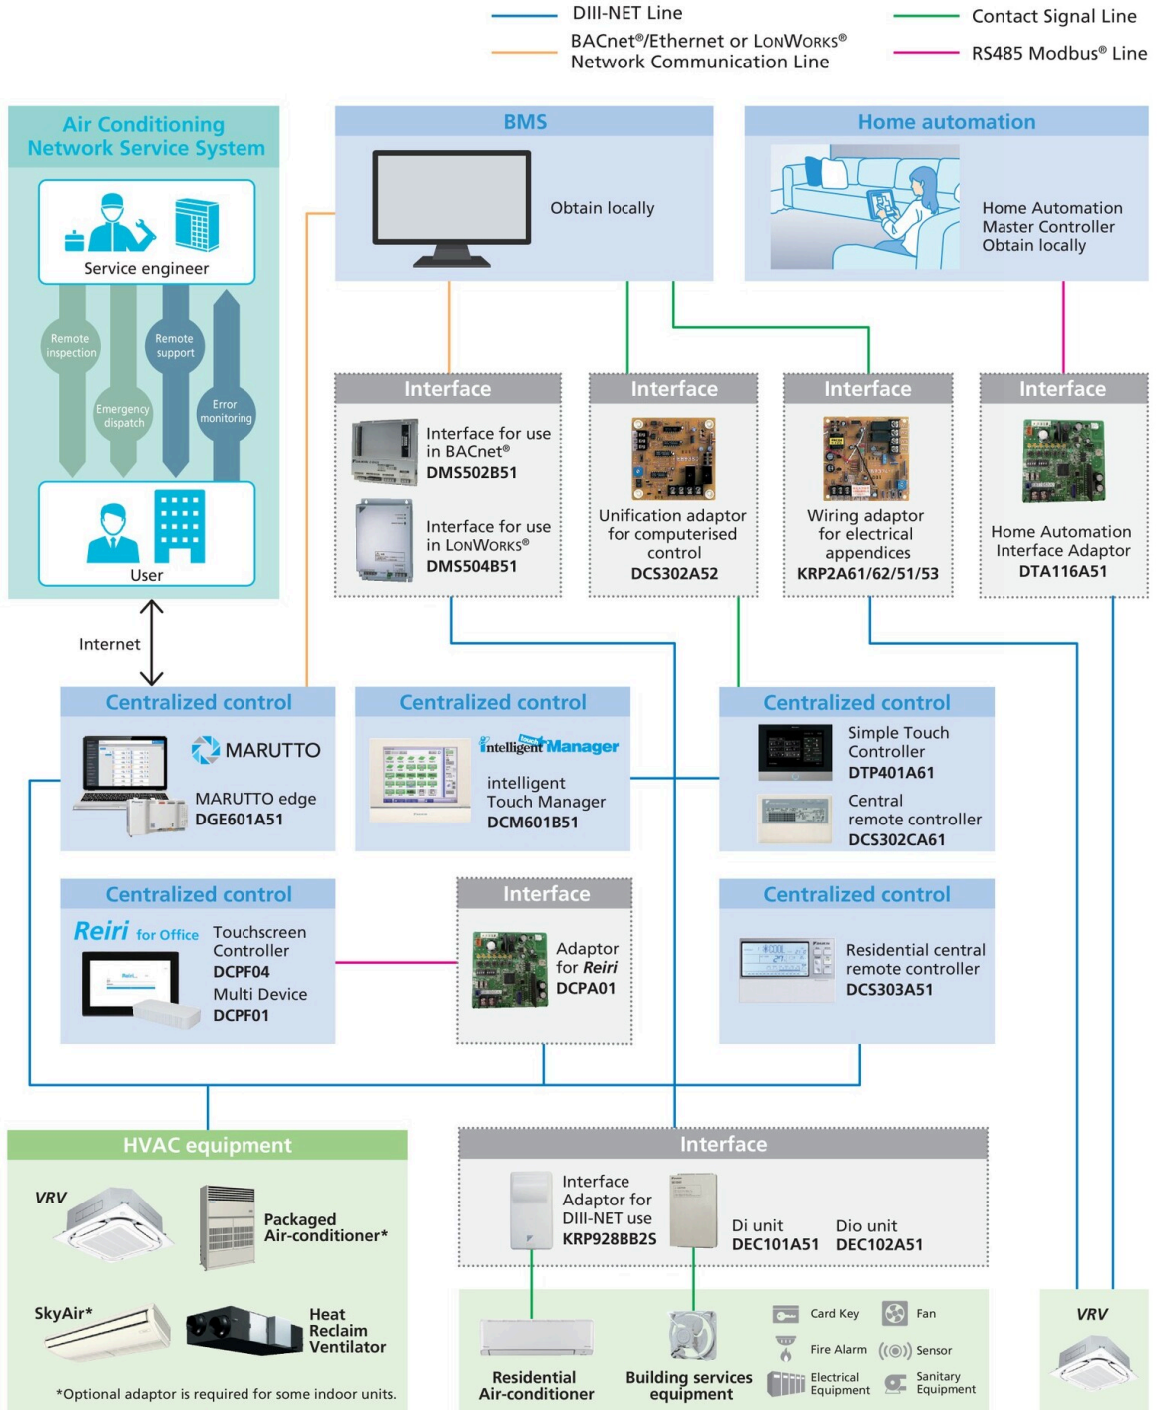 DIII-NET Line
BACnet®/Ethernet or LONWORKS®
Network Communication Line
Contact Signal Line
RS485 Modbus® Line
Air Conditioning
Network Service System
Service engineer
Remote
inspection
Emergency
dispatch
Remote
support
Error
monitoring
User
Internet
BMS
Obtain locally
Home automation
Home Automation
Master Controller
Obtain locally
Interface
Interface for use
in BACnet®
DMS502B51
Interface for use
in LONWORKS®
DMS504B51
Interface
Unification adaptor
for computerised
control
DCS302A52
Interface
Wiring adaptor
for electrical
appendices
KRP2A61/62/51/53
Interface
Home Automation
Interface Adaptor
DTA116A51
Centralized control
MARUTTO
MARUTTO edge
DGE601A51
Centralized control
intelligent touch Manager
intelligent
Touch Manager
DCM601B51
Centralized control
Simple Touch
Controller
DTP401A61
Central
remote controller
DCS302CA61
Centralized control
Reiri for Office
Touchscreen
Controller
DCPF04
Multi Device
DCPF01
Interface
Adaptor
for Reiri
DCPA01
Centralized control
Residential central
remote controller
DCS303A51
HVAC equipment
VRV
Packaged
Air-conditioner*
SkyAir*
Heat
Reclaim
Ventilator
*Optional adaptor is required for some indoor units.
Interface
Interface
Adaptor for
DIII-NET use
KRP928BB2S
Di unit
DEC101A51
Dio unit
DEC102A51
Residential
Air-conditioner
Building services
equipment
Card Key
Fan
Fire Alarm
Sensor
Electrical
Equipment
Sanitary
Equipment
VRV